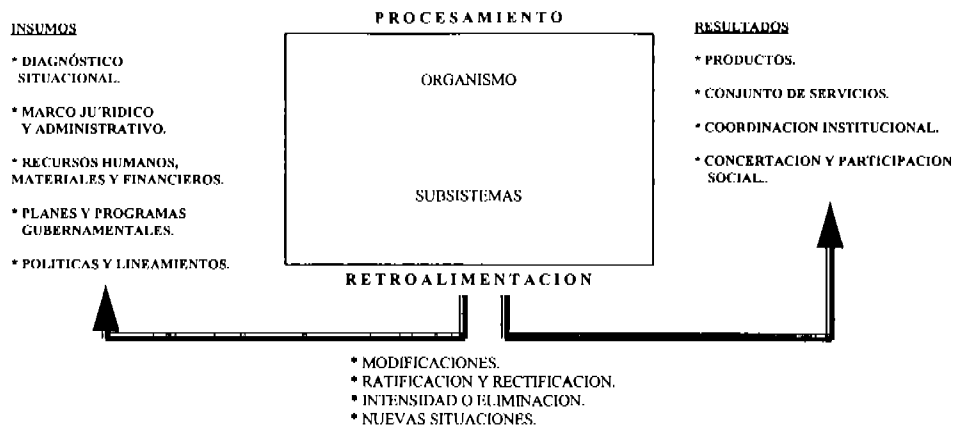 INSUMOS
* DIAGNÓSTICO
SITUACIONAL.
* MARCO JU´RIDICO
Y ADMINISTRATIVO.
* RECURSOS HUMANOS,
MATERIALES Y FINANCIEROS.
* PLANES Y PROGRAMAS
GUBERNAMENTALES.
* POLITICAS Y LINEAMIENTOS.
PROCESAMIENTO
ORGANISMO
SUBSISTEMAS
RETROALIMENTACION
RESULTADOS
* PRODUCTOS.
* CONJUNTO DE SERVICIOS.
* COORDINACION INSTITUCIONAL.
* CONCERTACION Y PARTICIPACION
SOCIAL..
* MODIFICACIONES.
* RATIFICACION Y RECTIFICACION.
* INTENSIDAD O ELIMINACION.
* NUEVAS SITUACIONES.